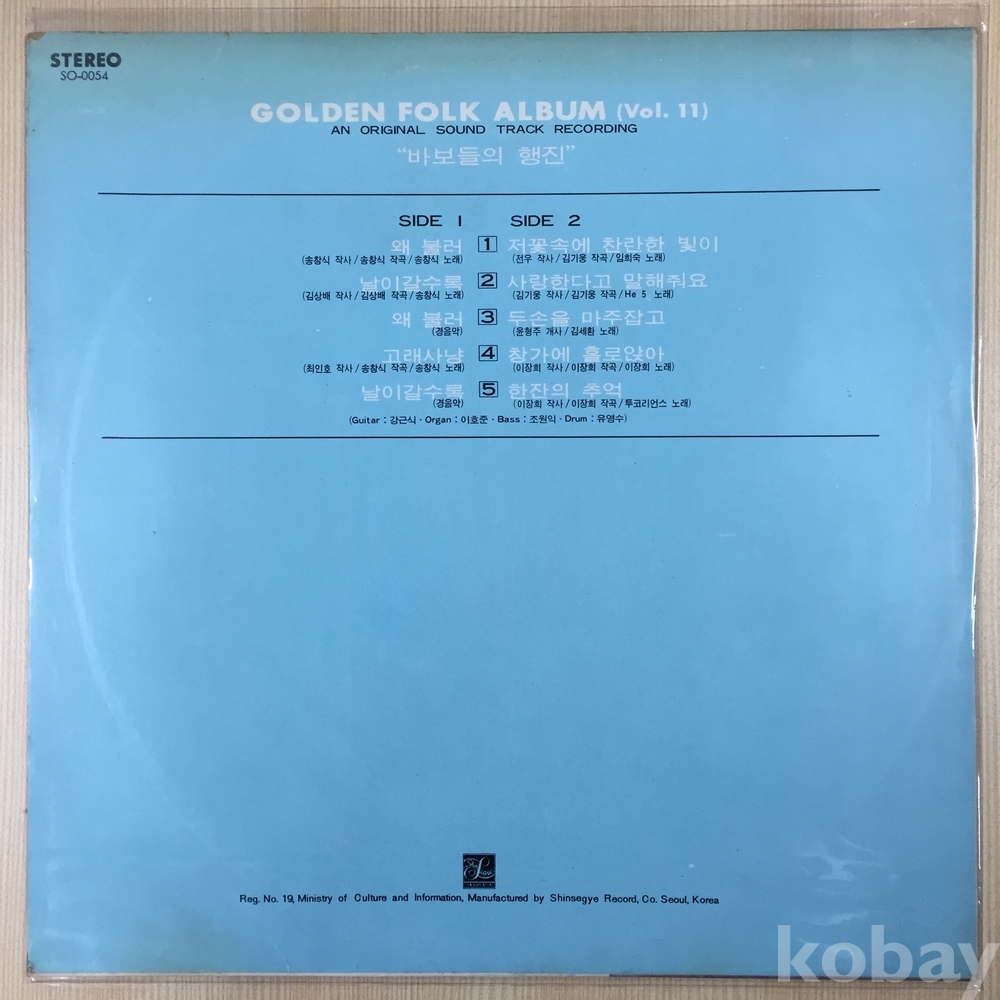 STEREO
SO-0054
GOLDEN FOLK ALBUM (Vol. 11)
AN ORIGINAL SOUND TRACK RECORDING
“바보들의 행진”
SIDE 1 SIDE 2
왜 불러 1 저꽃속에 찬란한 빛이
(송창식 작사/송창식 작곡/송창식 노래) (전우 작사/김기웅 작곡/임희숙 노래)
날이갈수록 2 사랑한다고 말해줘요
(김상배 작사/김상배 작곡/송창식 노래) (김기웅 작사/김기웅 작곡/He 5 노래)
왜 불러 3 두손을 마주잡고
(경음악) (윤형주 개사/김세환 노래)
고래사냥 4 창가에 홀로앉아
(최인호 작사/송창식 작곡/송창식 노래) (이장희 작사/이장희 작곡/이장희 노래)
날이갈수록 5 한잔의 추억
(경음악) (이장희 작사/이장희 작곡/투코리언스 노래)
(Guitar : 강근식 · Organ : 이호준 · Bass : 조원익 · Drum : 유영수)
Reg. No. 19, Ministry of Culture and Information, Manufactured by Shinsegye Record, Co. Seoul, Korea
kobay